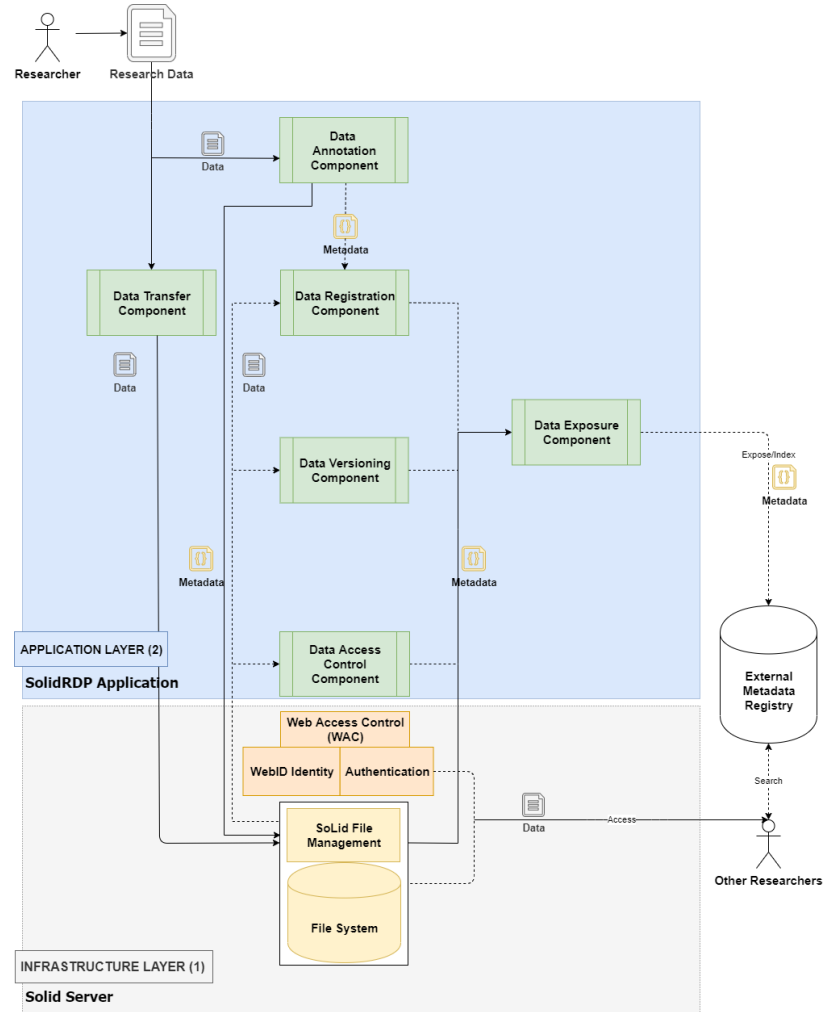 Researcher
Research Data
Data
Data
Annotation
Component
Metadata
Data Transfer
Component
Data Registration
Component
Data
Data
Data Exposure
Component
Expose/Index
Data Versioning
Component
Metadata
Metadata
Metadata
APPLICATION LAYER (2)
SolidRDP Application
Data Access
Control
Component
External
Metadata
Registry
Web Access Control
(WAC)
WebID Identity
Authentication
Search
SoLid File
Management
Data
Access
Other Researchers
File System
INFRASTRUCTURE LAYER (1)
Solid Server